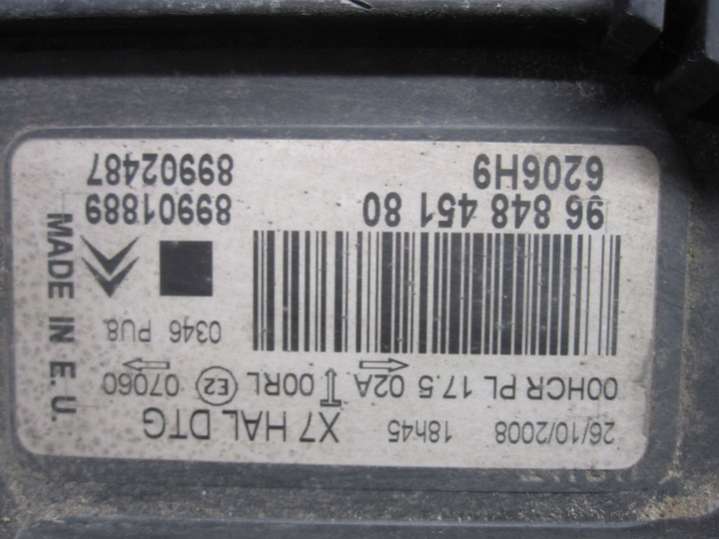 26/10/2008 18h45 X7 HAL DTG
00HCR PL 17.5 02A 00RL E2 07060
0346 PU8
96 848 451 80 89901889
6206H9 89902487
MADE IN E. U.